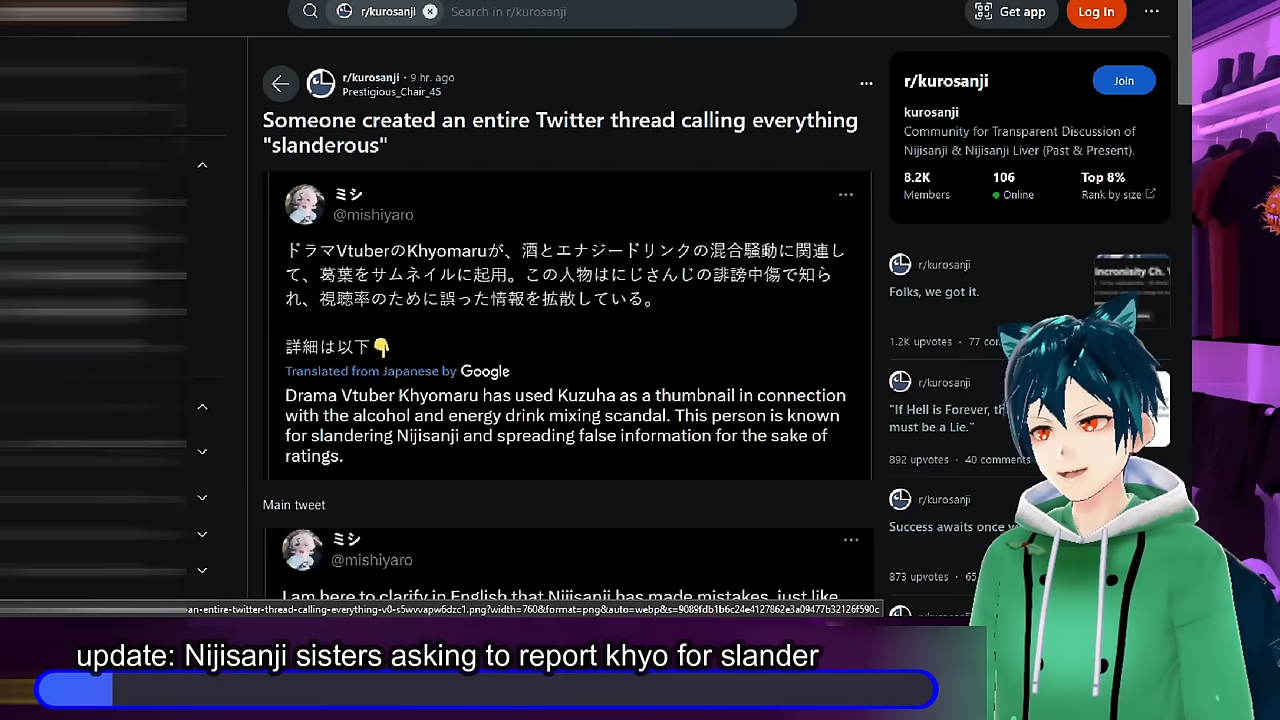 r/kurosanji
Search in r/kurosanji
Get app
Log In
r/kurosanji • 9 hr. ago
Prestigious_Chair_45
Someone created an entire Twitter thread calling everything
"slanderous"
ミシ
@mishiyaro
ドラマVtuberのKhyomaruが、酒とエナジードリンクの混合騒動に関連し
て、葛葉をサムネイルに起用。この人物はにじさんじの誹謗中傷で知ら
れ、視聴率のために誤った情報を拡散している。
詳細は以下👇
Translated from Japanese by Google
Drama Vtuber Khyomaru has used Kuzuha as a thumbnail in connection
with the alcohol and energy drink mixing scandal. This person is known
for slandering Nijisanji and spreading false information for the sake of
ratings.
Main tweet
ミシ
@mishiyaro
I am here to clarify in English that Nijisanji has made mistakes, just like
-an-entire-twitter-thread-calling-everything-v0-s5wvvapw6dzc1.png?width=760&format=png&auto=webp&s=9089fdb1b6c24e4127862e3a09477b32126f590c
r/kurosanji
Join
kurosanji
Community for Transparent Discussion of
Nijisanji & Nijisanji Liver (Past & Present).
8.2K
106
Top 8%
Members
Online
Rank by size
r/kurosanji
Folks, we got it.
1.2K upvotes • 77 com
r/kurosanji
"If Hell is Forever, th
must be a Lie."
892 upvotes • 40 comments
r/kurosanji
Success awaits once y
873 upvotes • 65
update: Nijisanji sisters asking to report khyo for slander